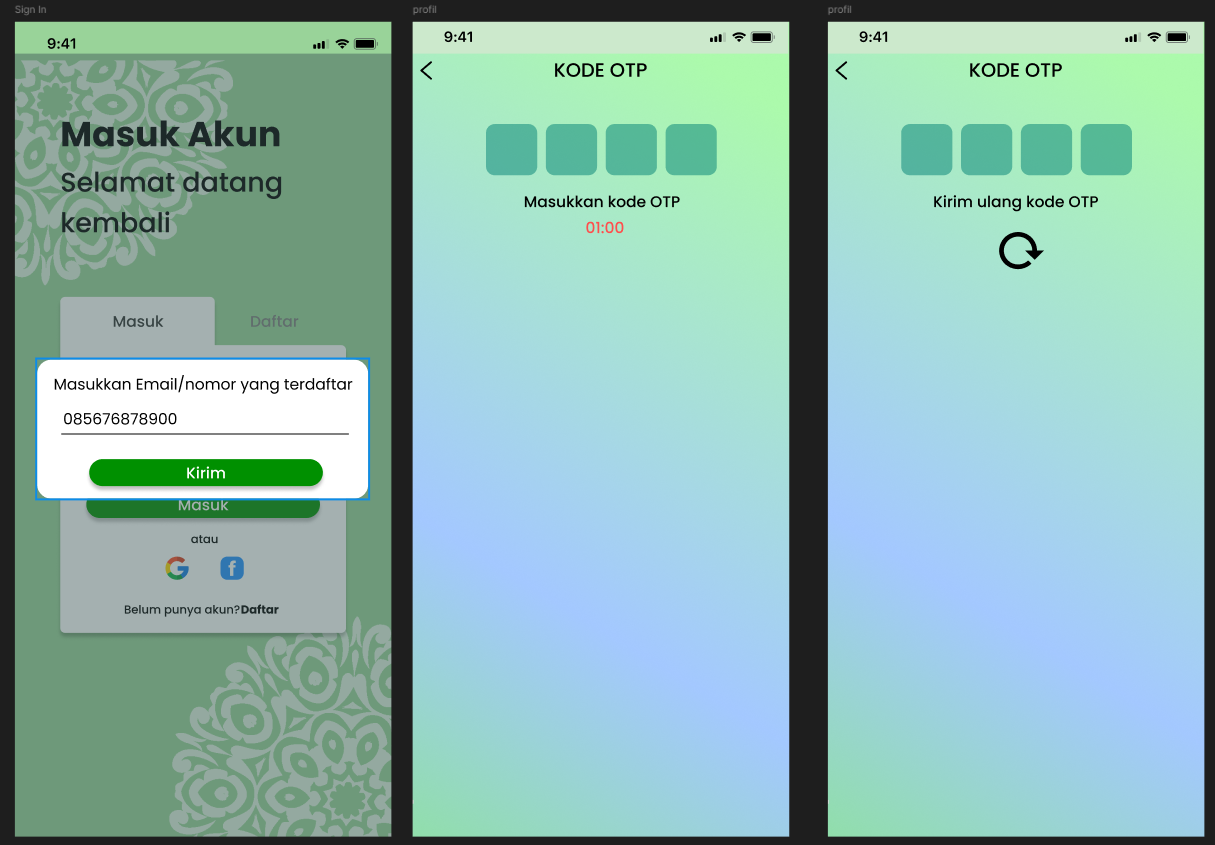 Sign In
9:41
Masuk Akun
Selamat datang
kembali
Masuk
Daftar
Masukkan Email/nomor yang terdaftar
085676878900
Kirim
Masuk
atau
Belum punya akun?Daftar
profil
9:41
KODE OTP
Masukkan kode OTP
01:00
profil
9:41
KODE OTP
Kirim ulang kode OTP